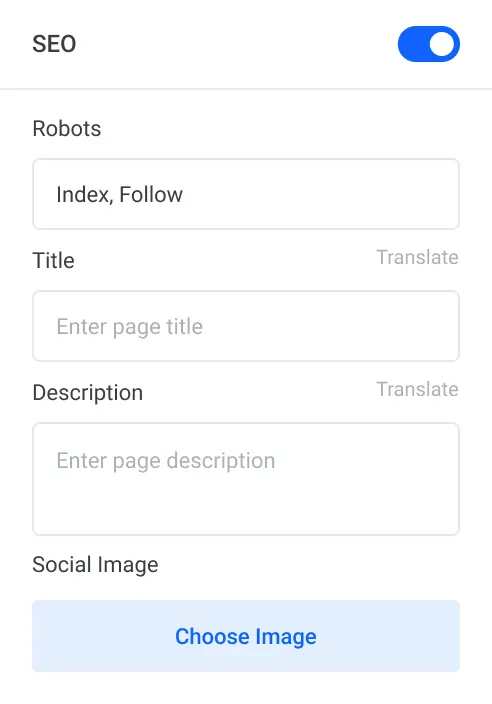 SEO
Robots
Index, Follow
Title
Translate
Enter page title
Description
Translate
Enter page description
Social Image
Choose Image